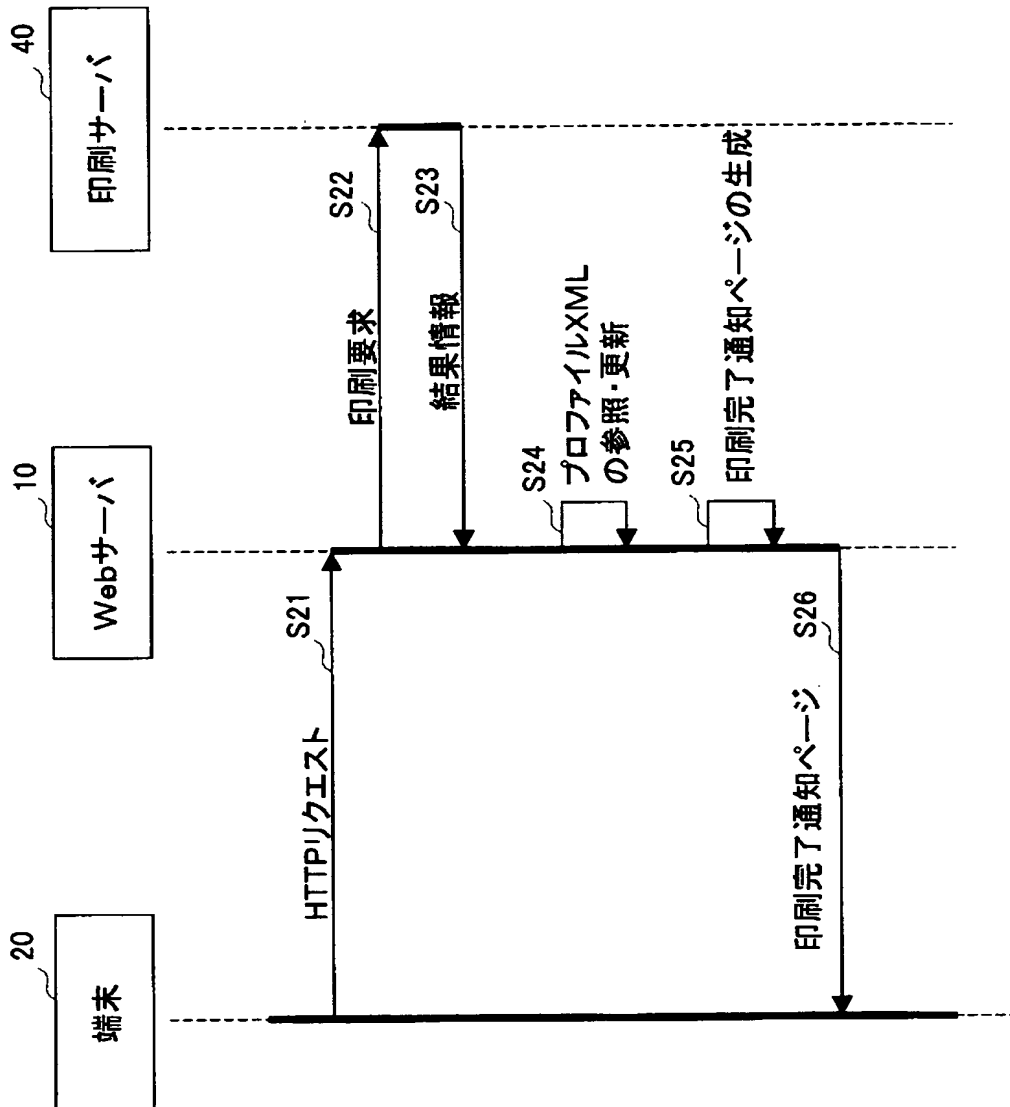 20
端末
10
Webサーバ
40
印刷サーバ
HTTPリクエスト
S21
印刷要求
S22
結果情報
S23
S24
プロファイルXML
の参照・更新
S25
印刷完了通知ページの生成
印刷完了通知ページ
S26